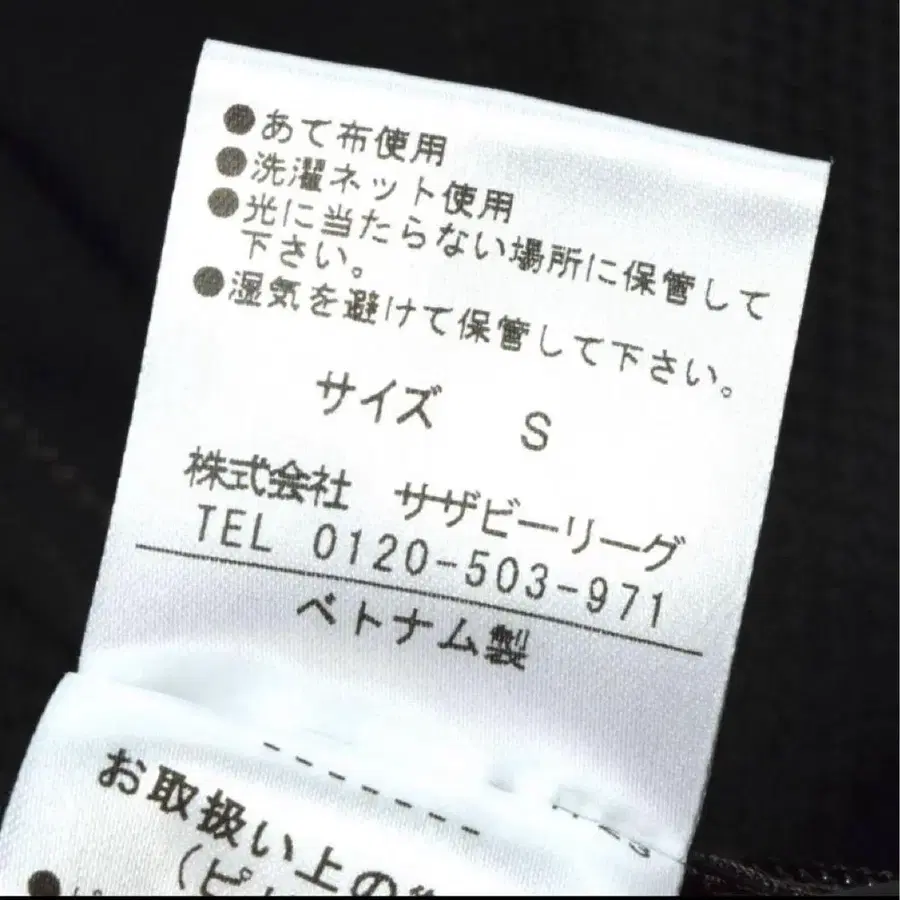 ●あて布使用
●洗濯ネット使用
●光に当たらない場所に保管して
下さい。
●湿気を避けて保管して下さい。
サイズ S
株式会社 サザビーリーグ
TEL 0120-503-971
ベトナム製
お取扱い上の
(ピ